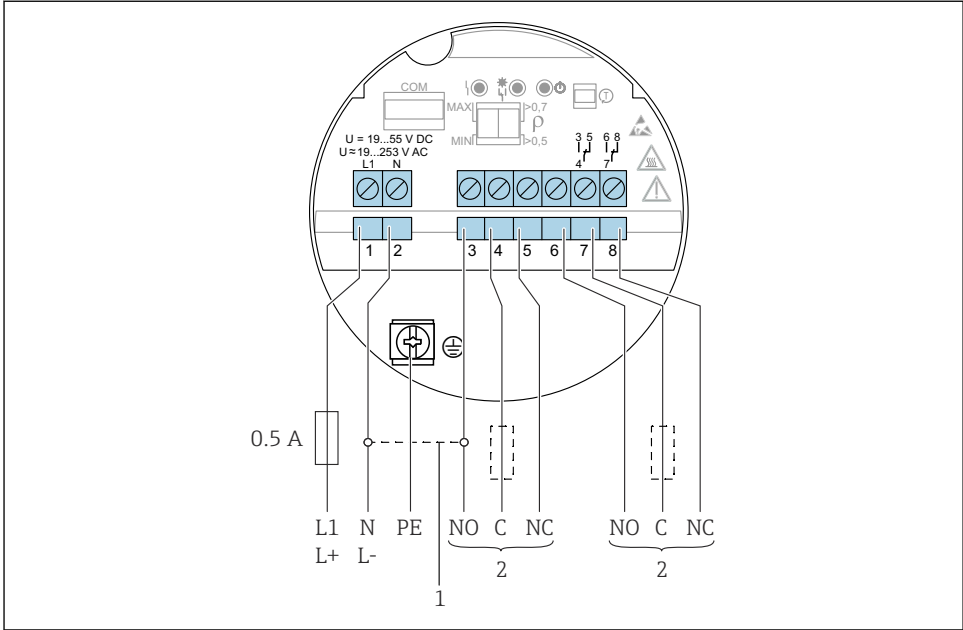 COM
MAX
>0,7
ρ
MIN
>0,5
T
U = 19...55 V DC
U ≈ 19...253 V AC
L1 N
3 5
4
6 8
7
1 2 3 4 5 6 7 8
0.5 A
L1 N PE NO C NC NO C NC
L+ L-
2 2
1